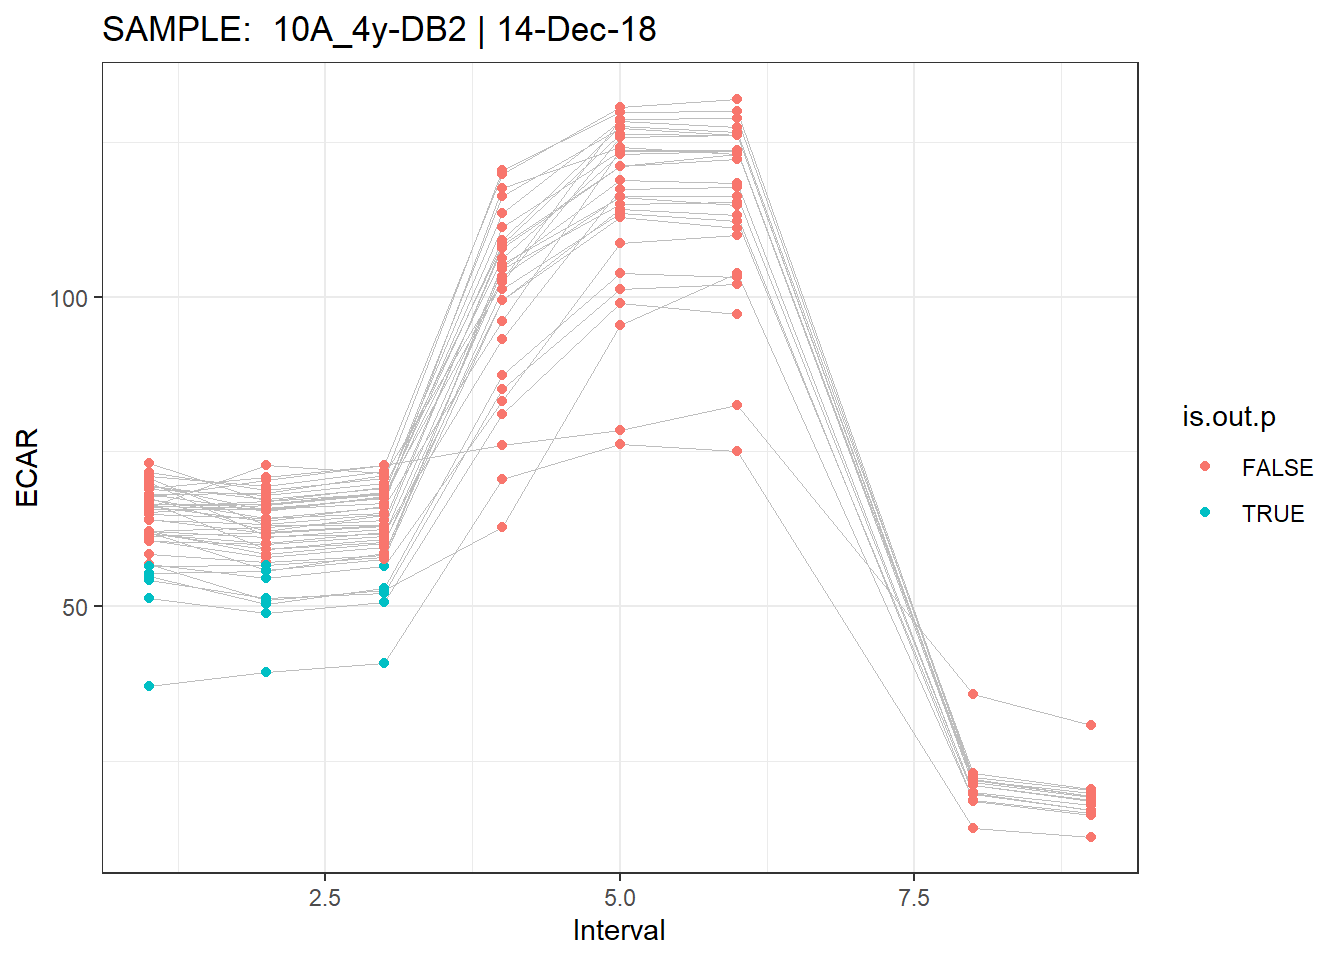 SAMPLE:  10A_4y-DB2 | 14-Dec-18
ECAR
100
50
2.5
5.0
7.5
Interval
is.out.p
FALSE
TRUE